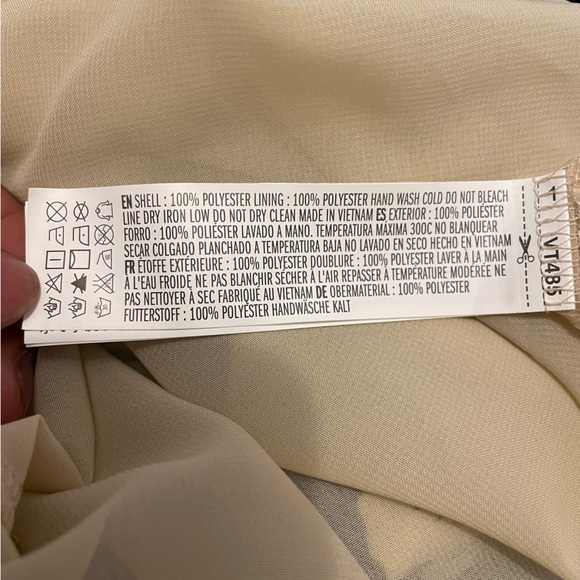 EN SHELL : 100% POLYESTER LINING : 100% POLYESTER HAND WASH COLD DO NOT BLEACH
LINE DRY IRON LOW DO NOT DRY CLEAN MADE IN VIETNAM ES EXTERIOR : 100% POLIÉSTER
FORRO : 100% POLIÉSTER LAVADO A MANO. TEMPERATURA MÁXIMA 300C NO BLANQUEAR
SECAR COLGADO PLANCHADO A TEMPERATURA BAJA NO LAVADO EN SECO HECHO EN VIETNAM
FR ÉTOFFE EXTÉRIEURE : 100% POLYESTER DOUBLURE : 100% POLYESTER LAVER À LA MAIN
À L'EAU FROIDE NE PAS BLANCHIR SÉCHER À L'AIR REPASSER À TEMPÉRATURE MODÉRÉE NE
PAS NETTOYER À SEC FABRIQUÉ AU VIETNAM DE OBERMATERIAL : 100% POLYESTER
FUTTERSTOFF : 100% POLYESTER HANDWÄSCHE KALT
VT4B5